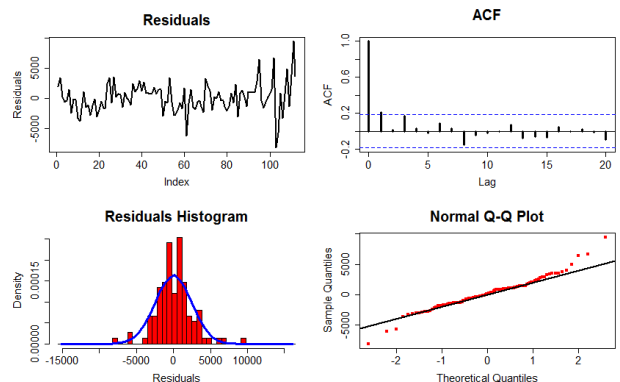 Residuals
Residuals
5000
0
-5000
0
20
40
60
80
100
Index
ACF
ACF
1.0
0.6
0.2
-0.2
0
5
10
15
20
Lag
Residuals Histogram
Density
0.00015
0.00000
-15000
-5000
0
5000
10000
Residuals
Normal Q-Q Plot
Sample Quantiles
5000
0
-5000
-2
-1
0
1
2
Theoretical Quantiles